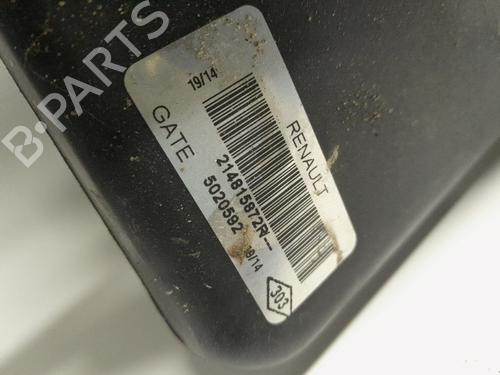 B-PARTS
RENAULT
19/14
214815872R---
5020592
19/14
GATE
H
303